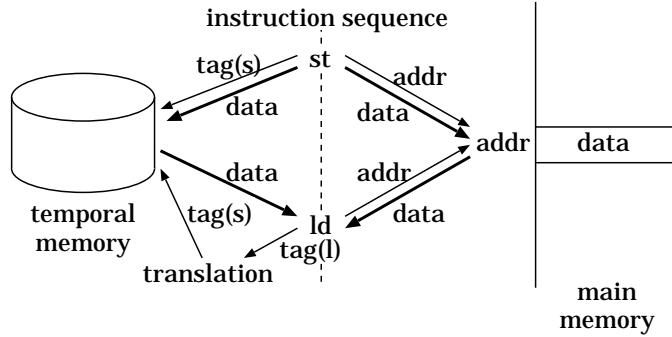 instruction sequence
st
tag(s)
addr
data
data
addr
data
data
addr
tag(s)
ld
data
temporal
memory
tag(l)
translation
main
memory